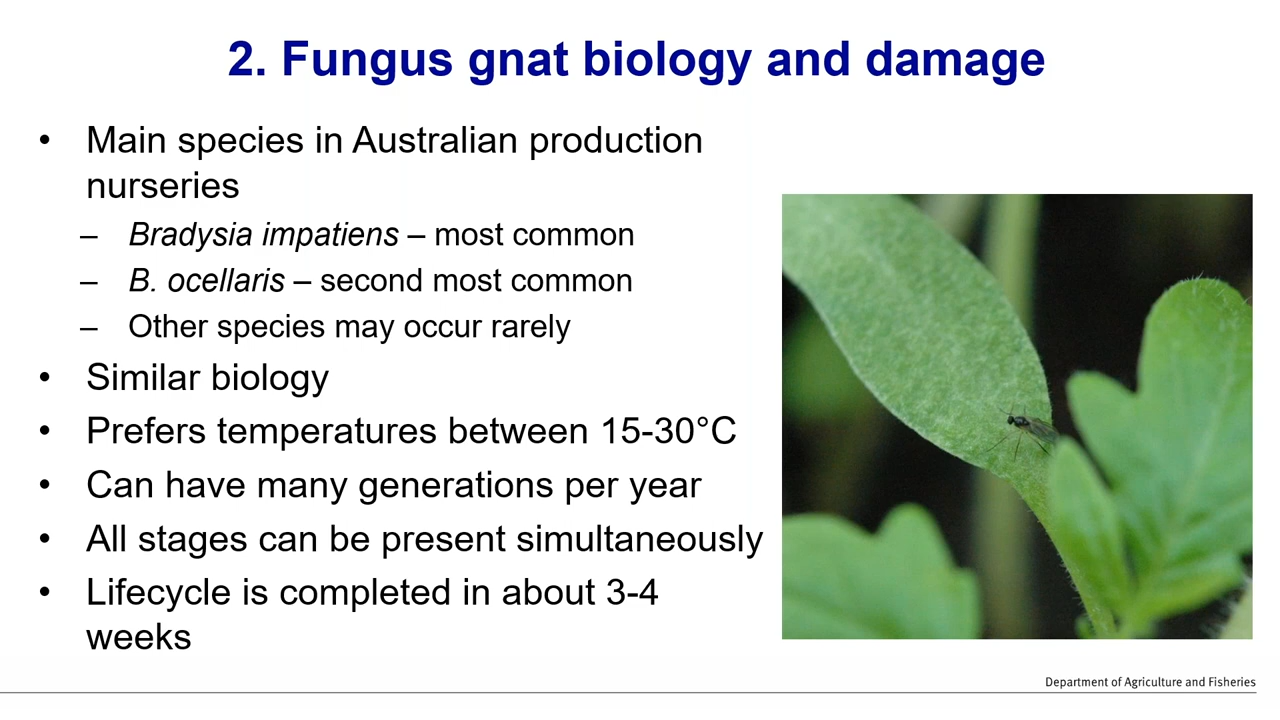 2. Fungus gnat biology and damage
• Main species in Australian production
nurseries
– Bradysia impatiens – most common
– B. ocellaris – second most common
– Other species may occur rarely
• Similar biology
• Prefers temperatures between 15-30°C
• Can have many generations per year
• All stages can be present simultaneously
• Lifecycle is completed in about 3-4
weeks
Department of Agriculture and Fisheries